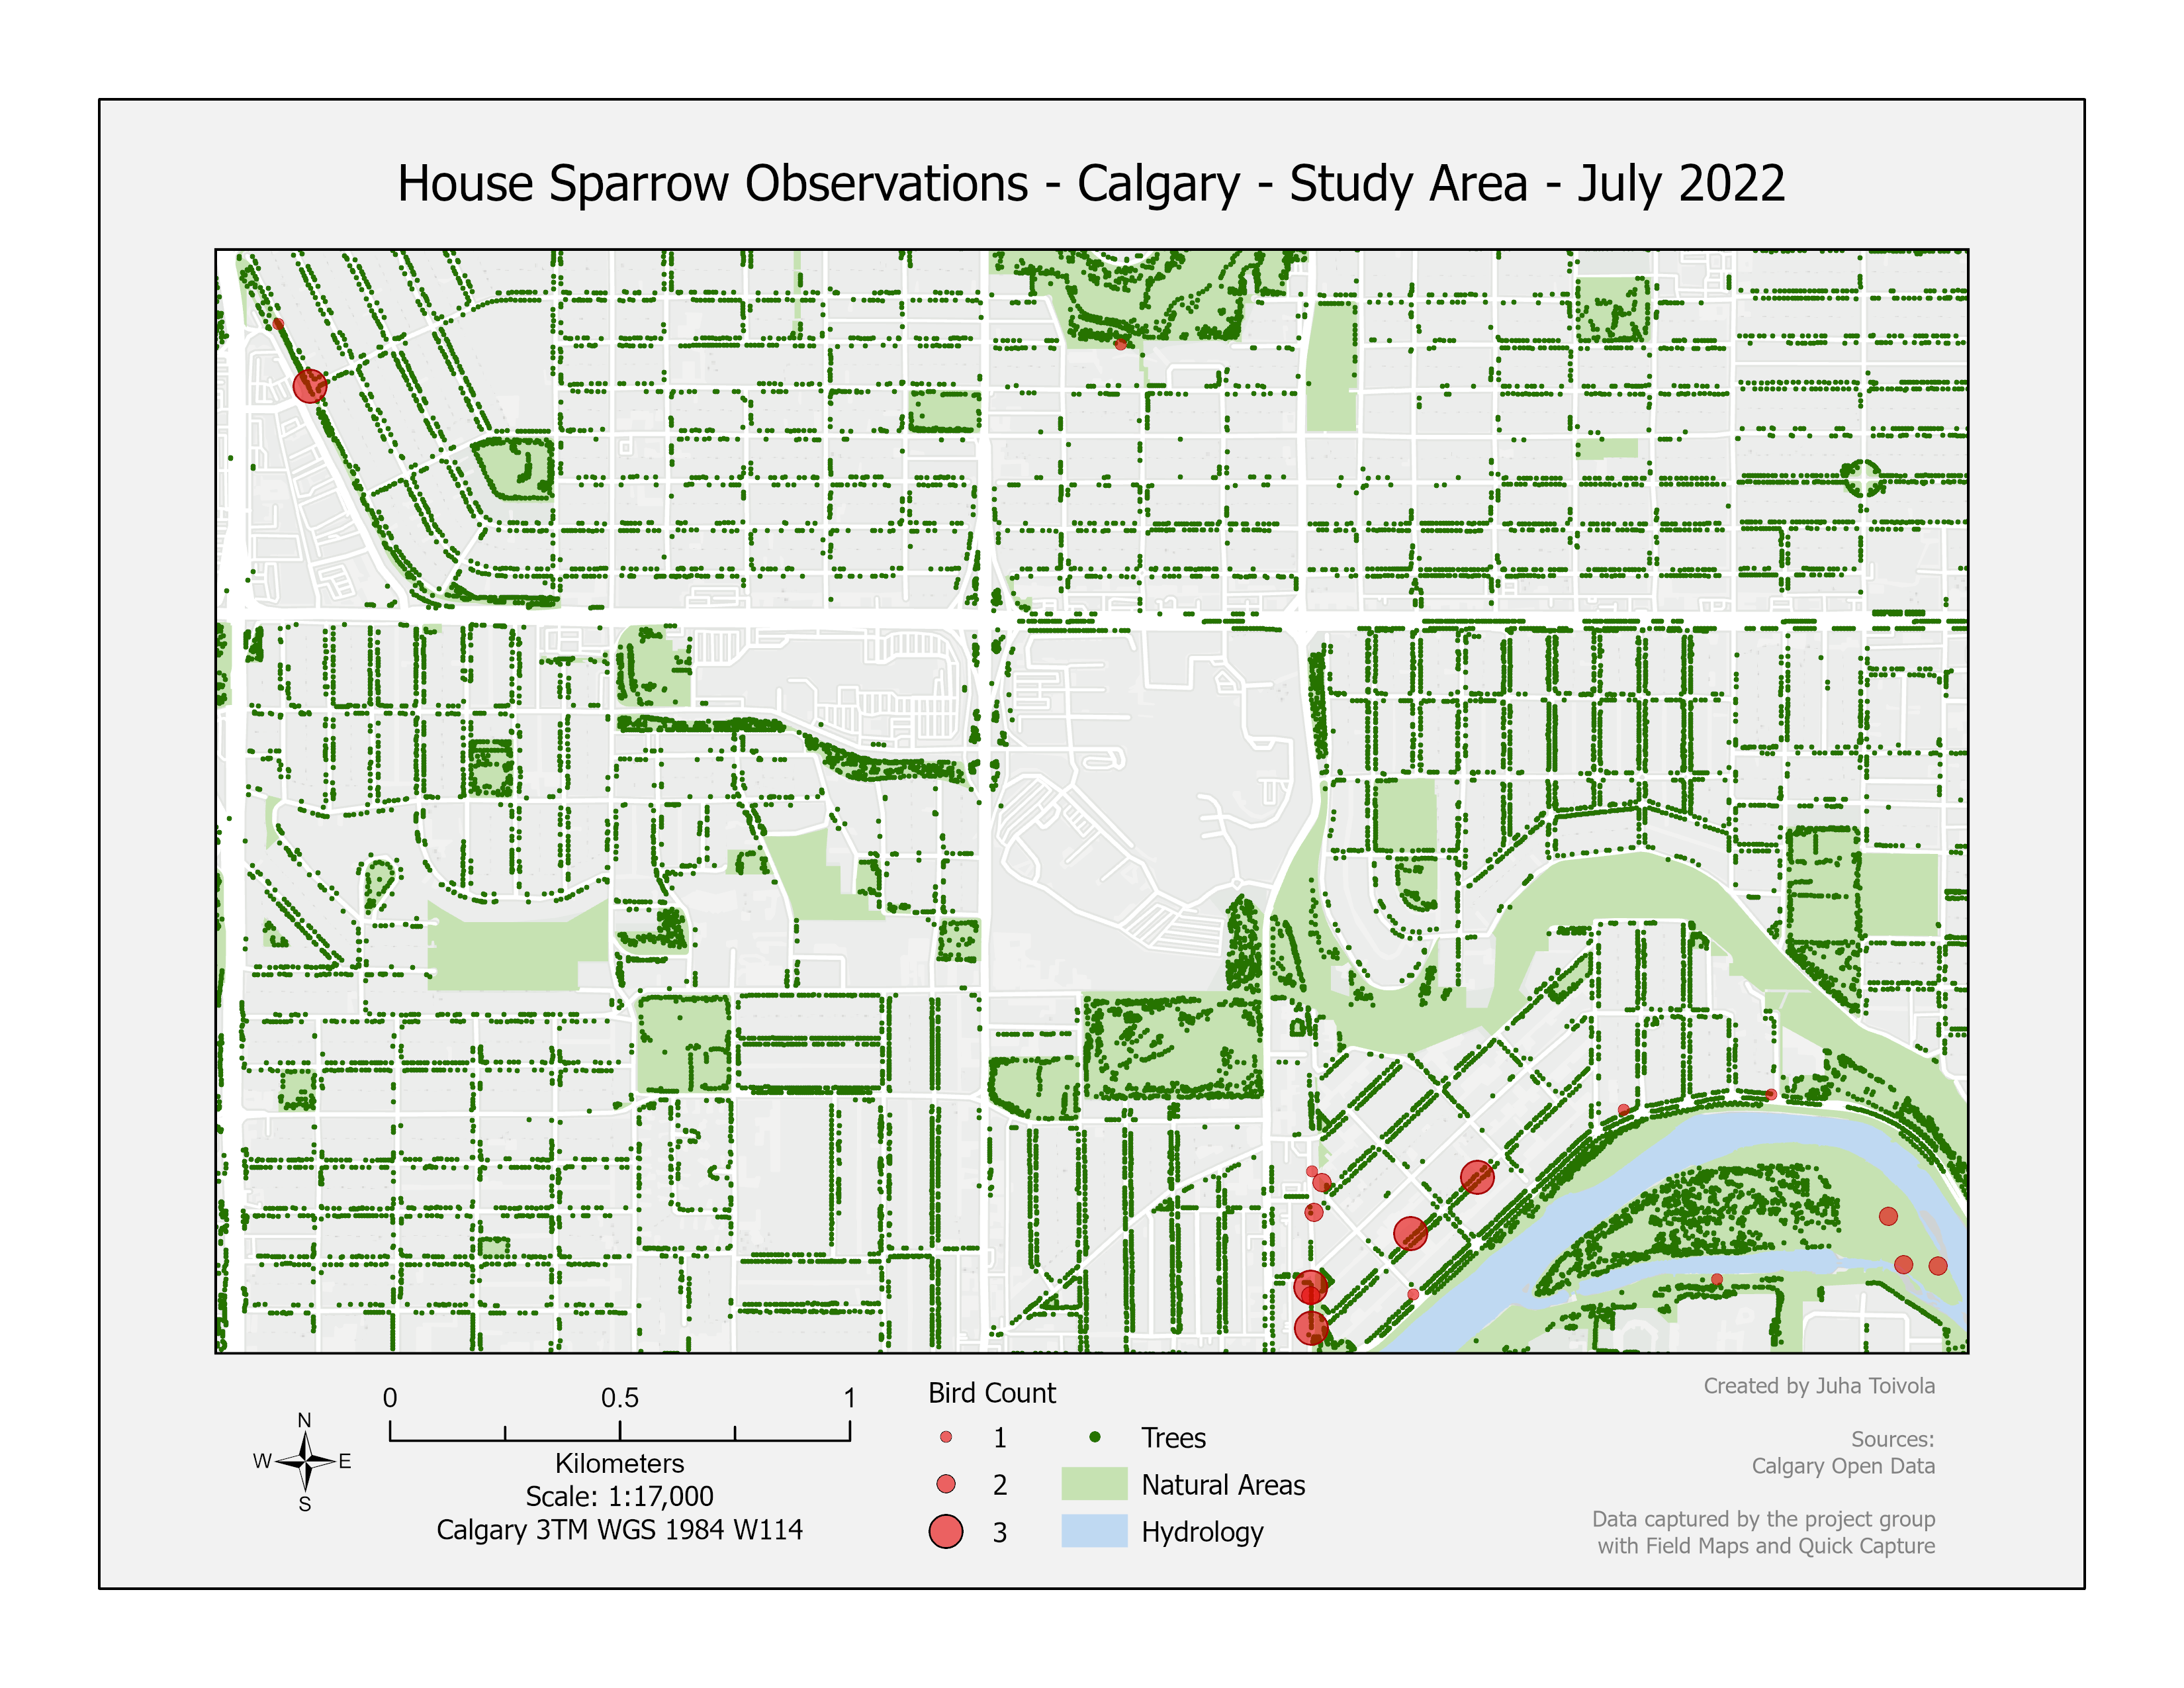 House Sparrow Observations - Calgary - Study Area - July 2022
0 0.5 1
Kilometers
Scale: 1:17,000
Calgary 3TM WGS 1984 W114
N
W E
S
Bird Count
1
2
3
Trees
Natural Areas
Hydrology
Created by Juha Toivola
Sources:
Calgary Open Data
Data captured by the project group
with Field Maps and Quick Capture